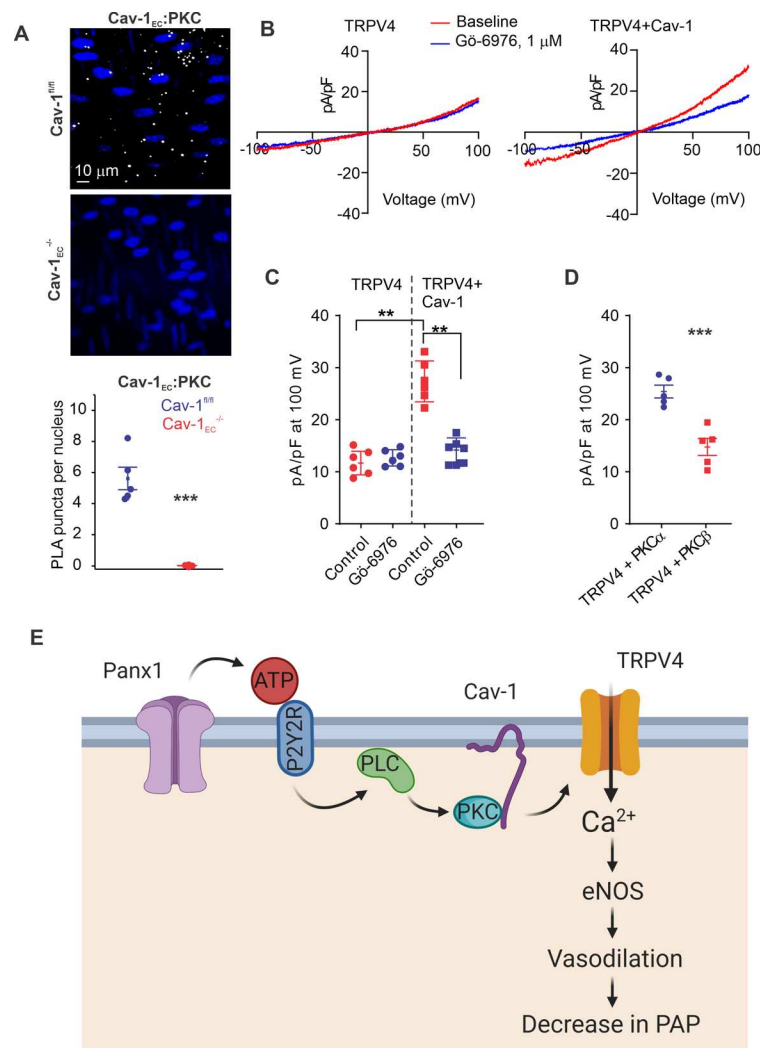 A
Cav-1EC:PKC
Cav-1fl/fl
10 μm
Cav-1EC-/-
Cav-1EC:PKC
Cav-1fl/fl
Cav-1EC-/-
PLA puncta per nucleus
10
8
6
4
2
0
***
B
TRPV4
Baseline
Gö-6976, 1 μM
TRPV4+Cav-1
pA/pF
40
20
-100
-50
50
100
-20
-40
Voltage (mV)
pA/pF
40
20
-100
-50
50
100
-20
-40
Voltage (mV)
C
TRPV4
TRPV4+
Cav-1
**
**
pA/pF at 100 mV
40
30
20
10
0
Control
Gö-6976
Control
Gö-6976
D
***
pA/pF at 100 mV
40
30
20
10
0
TRPV4 + PKCα
TRPV4 +PKCβ
E
Panx1
ATP
P2Y2R
PLC
PKC
Cav-1
TRPV4
Ca2+
eNOS
Vasodilation
Decrease in PAP